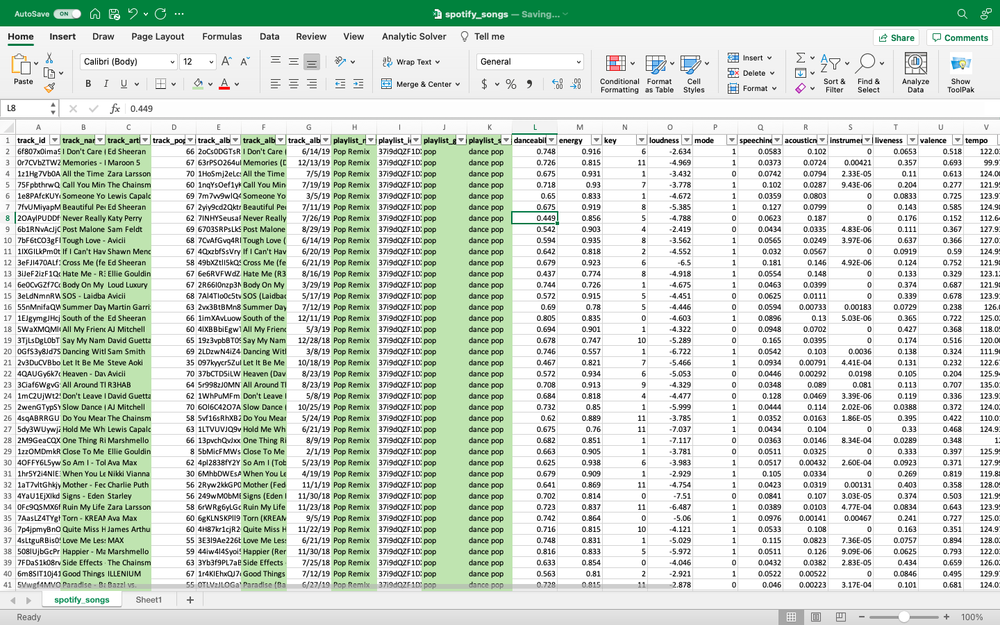 AutoSave ON spotify_songs — Saving...
Home Insert Draw Page Layout Formulas Data Review View Analytic Solver Tell me Share Comments
Paste Calibri (Body) 12 Wrap Text General Conditional Formatting Format as Table Cell Styles Insert Sort & Filter Find & Select Analyze Data Show ToolPak
B I U Merge & Center $ % Delete
Format
L8 fx 0.449
A B C D E F G H I J K L M N O P Q R S T U V
1 track_id track_nar track_arti track_pop track_alb track_alb track_alb playlist_n playlist_i playlist_g playlist_s danceabil energy key loudness mode speechine acousticn instrumer liveness valence tempo
2 6f807x0ima I Don't Care ( Ed Sheeran 66 2oCs0DGTsR I Don't Care ( 6/14/19 Pop Remix 37i9dQZF1D pop dance pop 0.748 0.916 6 -2.634 1 0.0583 0.102 0 0.0653 0.518 122.0
3 0r7CVbZTWZ Memories - Maroon 5 67 63rPSO264u Memories (D 12/13/19 Pop Remix 37i9dQZF1D pop dance pop 0.726 0.815 11 -4.969 1 0.0373 0.0724 0.00421 0.357 0.693 99.9
4 1z1Hg7Vb0A All the Time Zara Larsson 70 1HoSmj2eLc All the Time 7/5/19 Pop Remix 37i9dQZF1D pop dance pop 0.675 0.931 1 -3.432 0 0.0742 0.0794 2.33E-05 0.11 0.613 124.0
5 75FpbthrwQ Call You Min The Chainsm 60 1nqYsOef1y Call You Min 7/19/19 Pop Remix 37i9dQZF1D pop dance pop 0.718 0.93 7 -3.778 1 0.102 0.0287 9.43E-06 0.204 0.277 121.9
6 1e8PAfcKUY Someone Yo Lewis Capalc 69 7m7vv9wlQ4 Someone Yo 3/5/19 Pop Remix 37i9dQZF1D pop dance pop 0.65 0.833 1 -4.672 1 0.0359 0.0803 0 0.0833 0.725 123.9
7 7fvUMiyapM Beautiful Pe Ed Sheeran 67 2yiy9cd2Qktr Beautiful Pe 7/11/19 Pop Remix 37i9dQZF1D pop dance pop 0.675 0.919 8 -5.385 1 0.127 0.0799 0 0.143 0.585 124.9
8 2OAylPUDDf Never Really Katy Perry 62 7INHYSeusa Never Really 7/26/19 Pop Remix 37i9dQZF1D pop dance pop 0.449 0.856 5 -4.788 0 0.0623 0.187 0 0.176 0.152 112.6
9 6b1RNvAcJj Post Malone Sam Feldt 69 6703SRPsLk Post Malone 8/29/19 Pop Remix 37i9dQZF1D pop dance pop 0.542 0.903 4 -2.419 0 0.0434 0.0335 4.83E-06 0.111 0.367 127.9
10 7bF6tCO3gF Tough Love - Avicii 68 7CvAfGvq4R Tough Love ( 6/14/19 Pop Remix 37i9dQZF1D pop dance pop 0.594 0.935 8 -3.562 1 0.0565 0.0249 3.97E-06 0.637 0.366 127.0
11 1IXGILkPm0t If I Can't Hav Shawn Menc 67 4QxzbfSsVry If I Can't Hav 6/20/19 Pop Remix 37i9dQZF1D pop dance pop 0.642 0.818 2 -4.552 1 0.032 0.0567 0 0.0919 0.59 124.9
12 3eFJI470ALf Cross Me (fe Ed Sheeran 58 49bXZtlI5kQ Cross Me (fe 6/21/19 Pop Remix 37i9dQZF1D pop dance pop 0.679 0.923 6 -6.5 1 0.181 0.146 4.92E-06 0.124 0.752 121.9
13 3iJeF2izF1Q Hate Me - R3 Ellie Gouldin 67 6e6RVFWdZ Hate Me (R3 8/16/19 Pop Remix 37i9dQZF1D pop dance pop 0.437 0.774 8 -4.918 1 0.0554 0.148 0 0.133 0.329 123.1
14 6e0CvGZf7C Body On My Loud Luxury 67 2R66I0nzp3N Body On My 3/29/19 Pop Remix 37i9dQZF1D pop dance pop 0.744 0.726 1 -4.675 1 0.0463 0.0399 0 0.374 0.687 121.9
15 3eLdNmnRW SOS - Laidba Avicii 68 7Al4Tlo0c5t SOS (Laidbac 5/17/19 Pop Remix 37i9dQZF1D pop dance pop 0.572 0.915 5 -4.451 0 0.0625 0.0111 0 0.339 0.678 123.9
16 55nMnifaQW Summer Day Martin Garri 63 2vx3BtBMn8 Summer Day 7/12/19 Pop Remix 37i9dQZF1D pop dance pop 0.69 0.78 5 -4.446 0 0.0594 0.00733 0.00183 0.0729 0.238 126.0
17 1EJgymgJHcj South of the Ed Sheeran 66 1imXAvLuow South of the 12/11/19 Pop Remix 37i9dQZF1D pop dance pop 0.805 0.835 0 -4.603 1 0.0896 0.13 5.03E-06 0.365 0.722 125.0
18 5WaXMQMl All My Frienc AJ Mitchell 60 4lXBBbiEgwT All My Frienc 5/3/19 Pop Remix 37i9dQZF1D pop dance pop 0.694 0.901 1 -4.322 0 0.0948 0.0702 0 0.427 0.368 118.0
19 3TjLsDgL0bT Say My Nam David Guetta 65 19z3vpbBT09 Say My Nam 12/28/18 Pop Remix 37i9dQZF1D pop dance pop 0.678 0.747 10 -5.289 0 0.165 0.0395 0 0.174 0.516 120.0
20 0GfS3y8Jd7S Dancing Wit Sam Smith 69 2LDzwN4iZ4 Dancing Wit 3/8/19 Pop Remix 37i9dQZF1D pop dance pop 0.746 0.557 1 -6.722 1 0.0542 0.103 0.0036 0.138 0.324 111.9
21 2v3DuCVBbo Let It Be Me Steve Aoki 35 097kyycr5Zu Let It Be Me 10/18/19 Pop Remix 37i9dQZF1D pop dance pop 0.467 0.821 7 -5.466 1 0.0934 0.00791 4.41E-04 0.131 0.232 122.6
22 4QAUGy6k7c Heaven - Dav Avicii 70 37bCTD5iLW Heaven (Dav 8/23/19 Pop Remix 37i9dQZF1D pop dance pop 0.722 0.934 6 -5.053 0 0.0446 0.00292 0.0198 0.105 0.204 125.9
23 3Ciaf6WgvG All Around T R3HAB 64 5r998zJ0MN All Around T 8/23/19 Pop Remix 37i9dQZF1D pop dance pop 0.708 0.913 9 -4.329 0 0.0348 0.089 0.081 0.113 0.707 135.0
24 1mC2UjWt2 Don't Leave David Guetta 62 1WhPuMFm Don't Leave 5/8/19 Pop Remix 37i9dQZF1D pop dance pop 0.684 0.818 4 -4.477 0 0.128 0.0469 3.39E-06 0.119 0.336 123.9
25 2wenGTypSY Slow Dance ( AJ Mitchell 70 6Ol6C42O7A Slow Dance ( 10/25/19 Pop Remix 37i9dQZF1D pop dance pop 0.732 0.85 1 -5.999 1 0.0444 0.114 2.02E-06 0.0388 0.372 124.0
26 4sqABRRGU Do You Mear The Chainsm 58 5vf16sRhXB2 Do You Mear 5/24/19 Pop Remix 37i9dQZF1D pop dance pop 0.62 0.889 11 -3.785 1 0.0352 0.0163 1.86E-05 0.395 0.422 110.0
27 5dy3WUywj Hold Me Wh Lewis Capalc 63 1LTVUVJQ9v Hold Me Wh 6/21/19 Pop Remix 37i9dQZF1D pop dance pop 0.675 0.76 11 -7.037 1 0.0434 0.104 0 0.33 0.468 124.9
28 2M9GeaCQX One Thing Ri Marshmello 66 13pvchQvJxx One Thing Ri 8/9/19 Pop Remix 37i9dQZF1D pop dance pop 0.682 0.851 1 -7.117 0 0.0363 0.0146 8.34E-04 0.0289 0.348 12
29 1zzOMDmkR Close To Me Ellie Gouldin 8 5bMicFMWs Close To Me 2/1/19 Pop Remix 37i9dQZF1D pop dance pop 0.663 0.905 1 -3.781 0 0.0511 0.0325 0 0.333 0.397 125.9
30 4OFFY6L5yw So Am I - Tol Ava Max 62 4pl2838fY2Y So Am I (Tob 5/23/19 Pop Remix 37i9dQZF1D pop dance pop 0.625 0.938 6 -3.983 1 0.0517 0.00432 2.60E-04 0.0923 0.371 127.9
31 1hr5Y2i4NIE When You Le Nikki Vianna 30 6MhbDWEsA When You Le 4/19/19 Pop Remix 37i9dQZF1D pop dance pop 0.679 0.909 1 -2.929 1 0.105 0.0334 0 0.269 0.819 119.8
32 1aT7vltGhkjy Mother - Fec Charlie Puth 56 2Ryw2kkGP0 Mother (Fed 11/1/19 Pop Remix 37i9dQZF1D pop dance pop 0.641 0.869 11 -4.754 1 0.0423 0.0319 0.00131 0.403 0.358 128.0
33 4YaU1EjXIkd Signs - Eden Starley 56 249wM0bME Signs (Eden 11/30/18 Pop Remix 37i9dQZF1D pop dance pop 0.702 0.814 0 -7.51 0 0.0841 0.107 3.03E-05 0.374 0.503 121.9
34 0Fc9QSMX6f Ruin My Life Zara Larsson 58 6rWRg6yLGc Ruin My Life 11/23/18 Pop Remix 37i9dQZF1D pop dance pop 0.723 0.837 11 -6.487 1 0.0389 0.0103 4.77E-04 0.0834 0.643 123.9
35 7AasLZ4TYgl Torn - KREAN Ava Max 60 6gKLNSKPIl9 Torn (KREAM 9/5/19 Pop Remix 37i9dQZF1D pop dance pop 0.742 0.864 0 -5.06 1 0.0976 0.00141 0.00467 0.241 0.727 125.0
36 7p4jpmyBnO Quite Miss H James Arthu 60 4H87kr1cjR2 Quite Miss H 11/22/19 Pop Remix 37i9dQZF1D pop dance pop 0.716 0.815 10 -4.121 1 0.0533 0.108 0 0.163 0.351 124.9
37 4sLtguRBis0 Love Me Les MAX 55 3E3l9Ae226b Love Me Les 6/21/19 Pop Remix 37i9dQZF1D pop dance pop 0.748 0.831 1 -5.029 1 0.115 0.0823 7.36E-05 0.0757 0.894 128.0
38 508lUjbGcPr Happier - Ma Marshmello 59 44iw4l4Syoi5 Happier (Rer 11/30/18 Pop Remix 37i9dQZF1D pop dance pop 0.816 0.833 5 -5.972 1 0.0511 0.126 9.09E-06 0.0625 0.793 122.0
39 7FDaS1k08rv Side Effects The Chainsm 63 3Yb3f9PL7aB Side Effects 7/25/18 Pop Remix 37i9dQZF1D pop dance pop 0.633 0.854 0 -4.046 0 0.0432 0.0382 2.83E-05 0.434 0.659 126.0
40 6m8SIT10j41 Good Things ILLENIUM 67 1r4KIEhxQJ7 Good Things 7/12/19 Pop Remix 37i9dQZF1D pop dance pop 0.563 0.81 2 -2.921 1 0.0522 0.00522 0 0.0846 0.495 129.9
41 5Vwgf4MVO Paradise - Ba Bazzi vs. 55 0TLVzJLOGa Paradise (Ba 6/27/19 Pop Remix 37i9dQZF1D pop dance pop 0.728 0.815 11 -2.878 0 0.046 0.00223 3.17E-04 0.101 0.681 124.0
spotify_songs Sheet1 +
Ready 100%